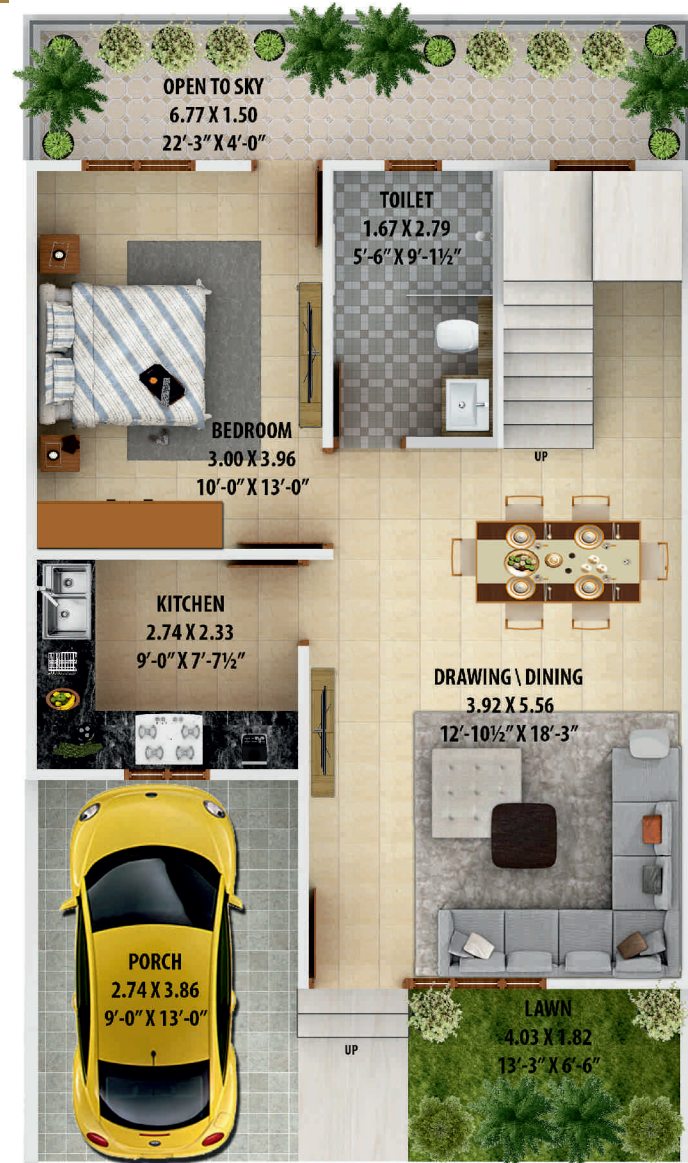 OPEN TO SKY
6.77 X 1.50
22'-3" X 4'-0"
TOILET
1.67 X 2.79
5'-6" X 9'-1½"
BEDROOM
3.00 X 3.96
10'-0" X 13'-0"
UP
KITCHEN
2.74 X 2.33
9'-0" X 7'-7½"
DRAWING \ DINING
3.92 X 5.56
12'-10½" X 18'-3"
PORCH
2.74 X 3.86
9'-0" X 13'-0"
UP
LAWN
4.03 X 1.82
13'-3" X 6'-6"